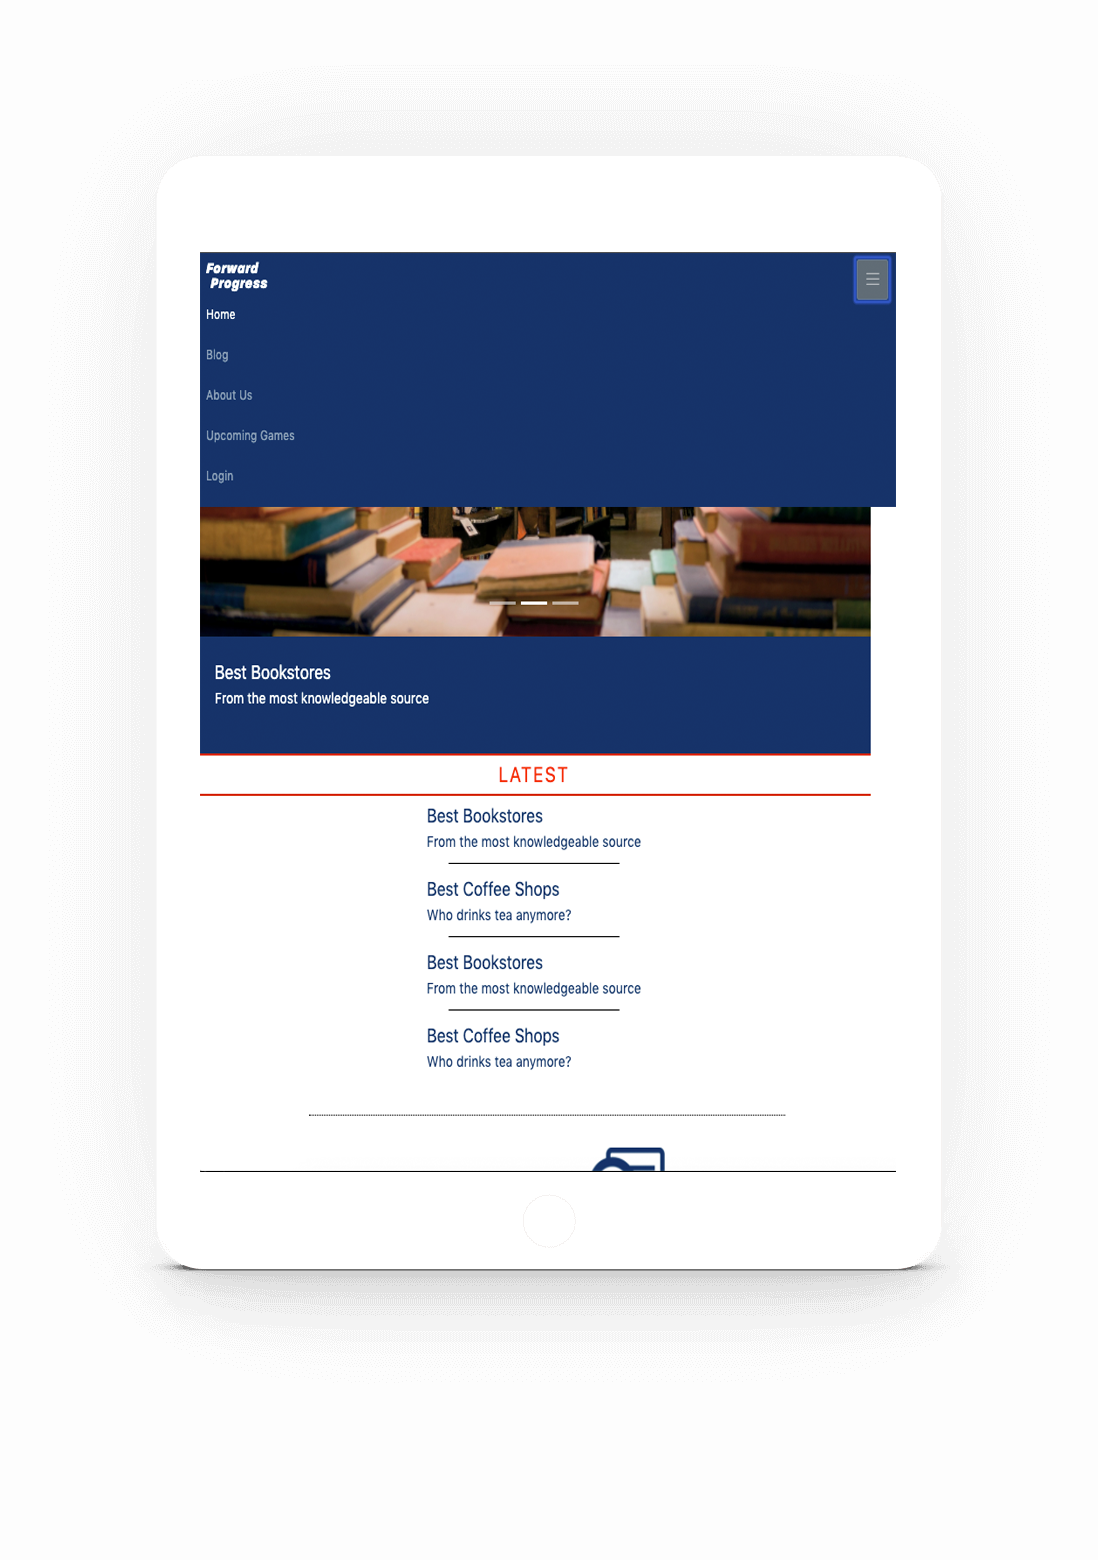 Forward
Progress
Home
Blog
About Us
Upcoming Games
Login
Best Bookstores
From the most knowledgeable source
LATEST
Best Bookstores
From the most knowledgeable source
Best Coffee Shops
Who drinks tea anymore?
Best Bookstores
From the most knowledgeable source
Best Coffee Shops
Who drinks tea anymore?